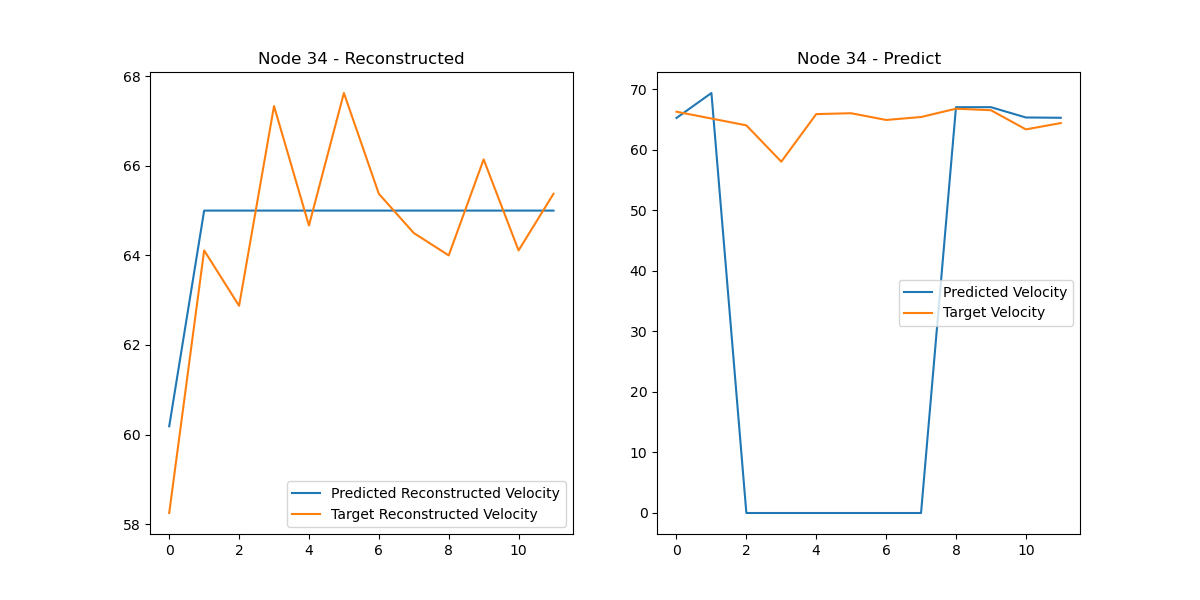 Node 34 - Reconstructed
68
66
64
62
60
58
0 2 4 6 8 10
Predicted Reconstructed Velocity
Target Reconstructed Velocity
Node 34 - Predict
70
60
50
40
30
20
10
0
0 2 4 6 8 10
Predicted Velocity
Target Velocity